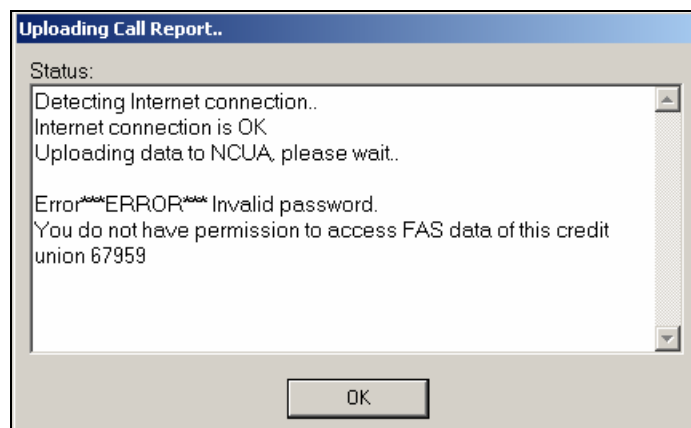 Uploading Call Report..
Status:
Detecting Internet connection..
Internet connection is OK
Uploading data to NCUA, please wait..
Error***ERROR*** Invalid password.
You do not have permission to access FAS data of this credit
union 67959
OK